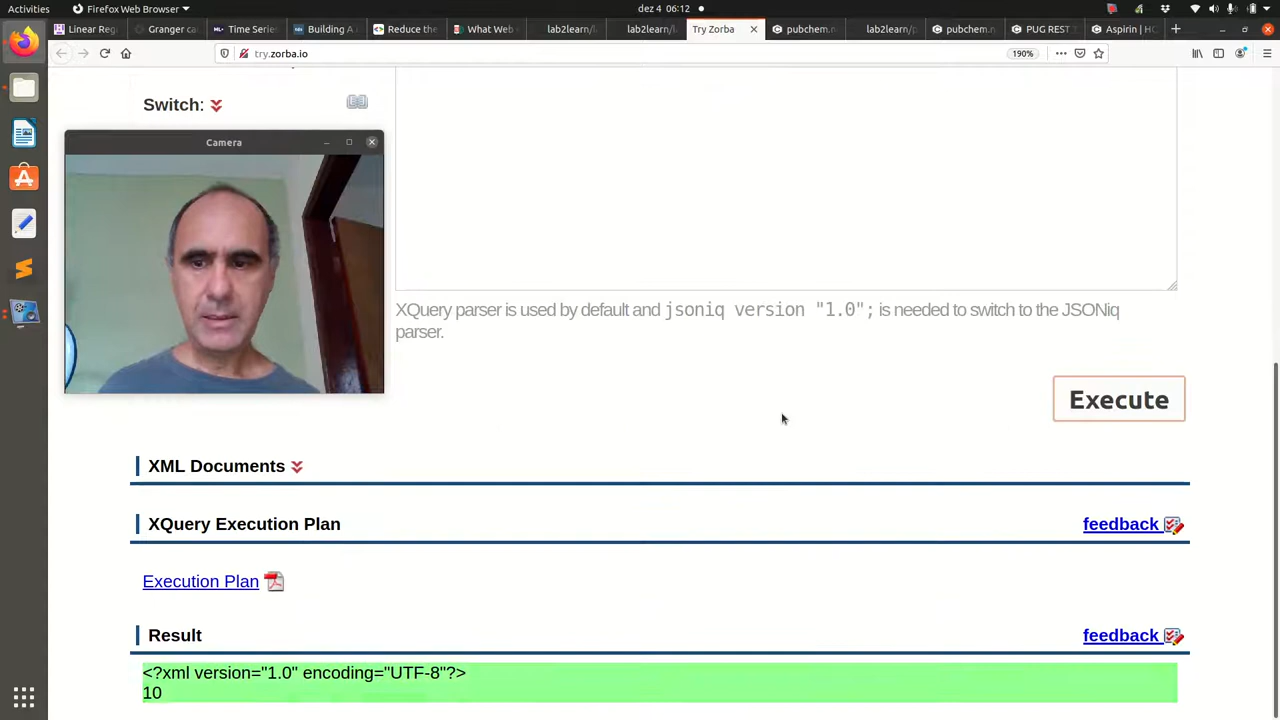 Activities
Firefox Web Browser
dez 4 06:12
Linear Reg
Granger ca
Time Serie
Building A
Reduce the
What Web
lab2learn/
lab2learn/
Try Zorba
pubchem.n
lab2learn/p
pubchem.n
PUG REST
Aspirin | HC
try.zorba.io
190%
Switch:
Camera
XQuery parser is used by default and jsoniq version "1.0"; is needed to switch to the JSONiq
parser.
Execute
XML Documents
XQuery Execution Plan
feedback
Execution Plan
Result
feedback
<?xml version="1.0" encoding="UTF-8"?>
10